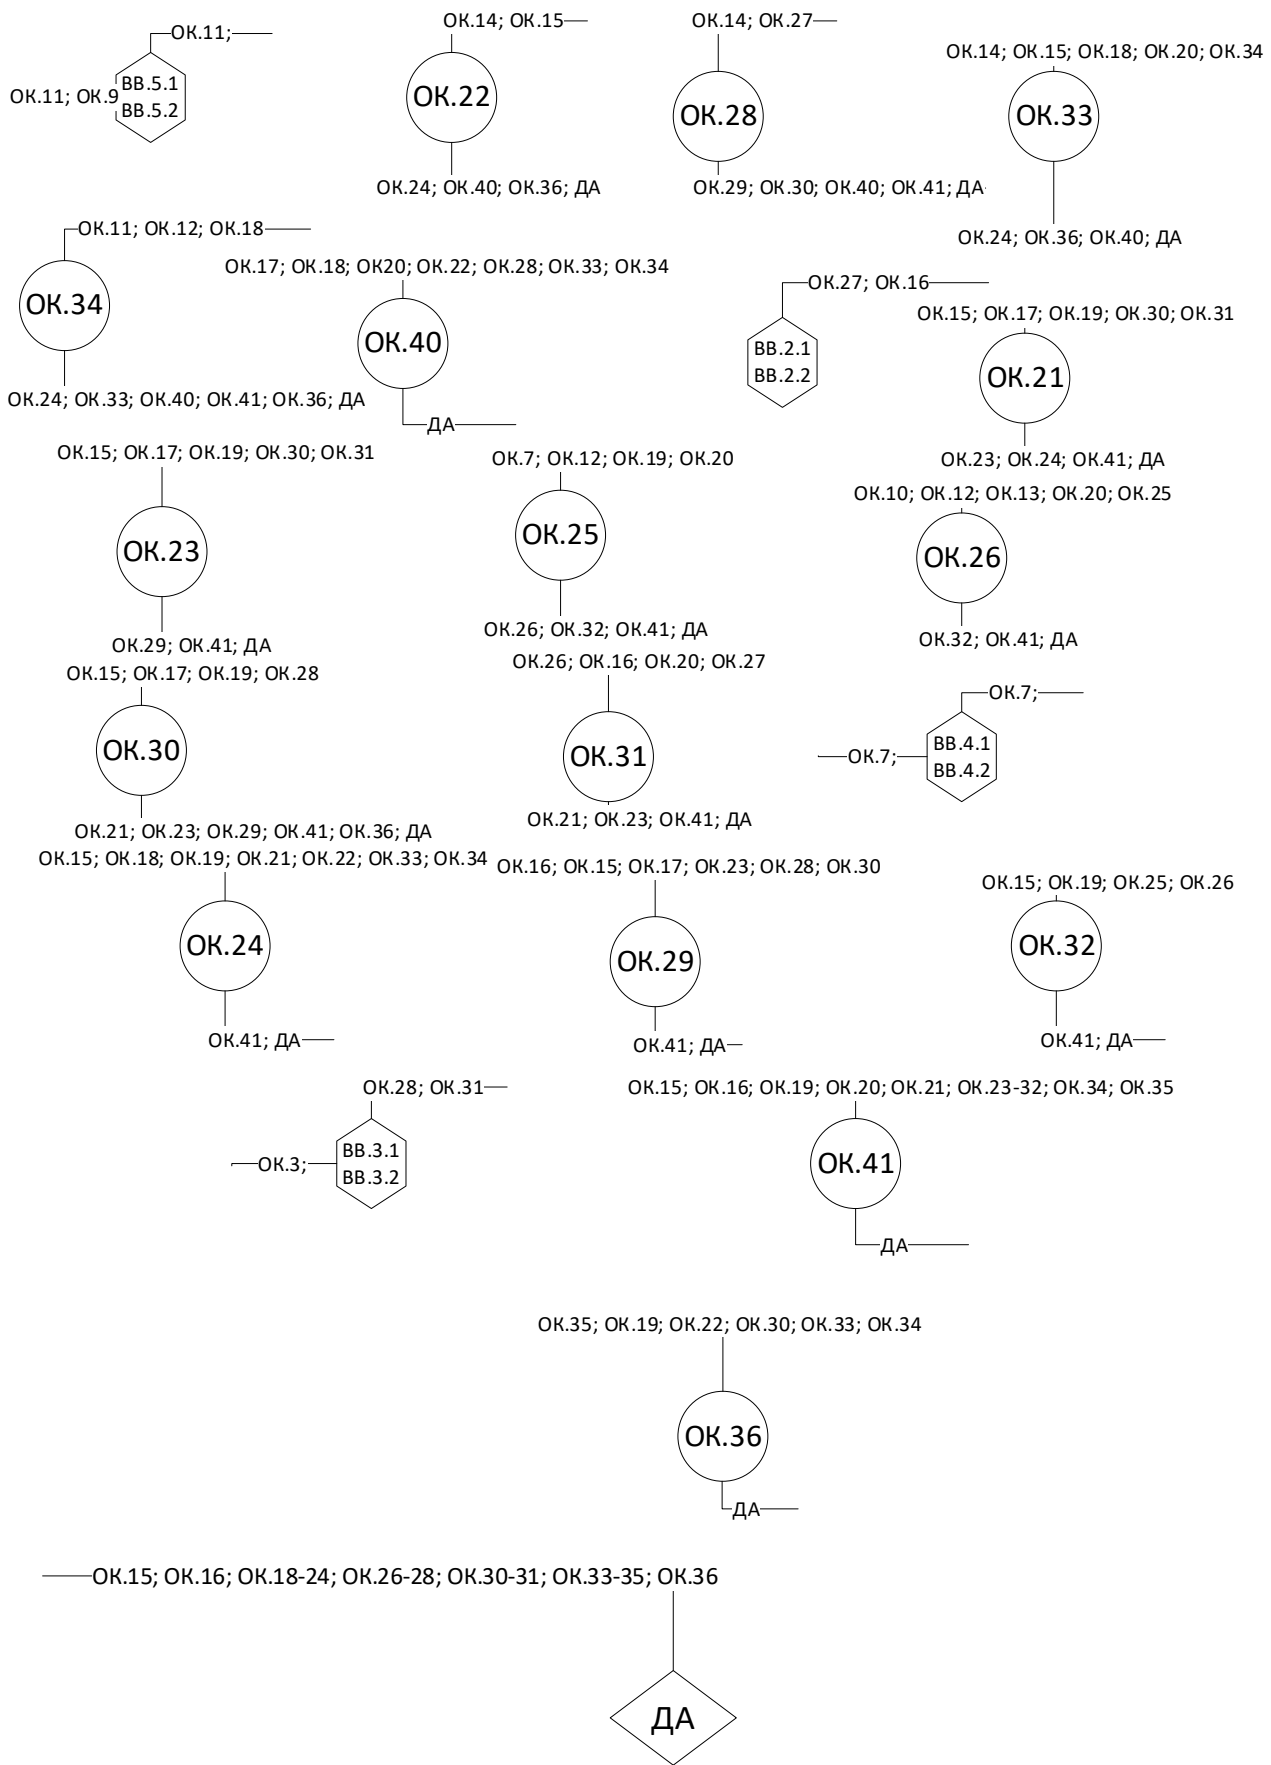 ОК.11;
ОК.11; ОК.9
ВВ.5.1
ВВ.5.2
ОК.14; ОК.15
ОК.22
ОК.24; ОК.40; ОК.36; ДА
ОК.14; ОК.27
ОК.28
ОК.29; ОК.30; ОК.40; ОК.41; ДА
ОК.14; ОК.15; ОК.18; ОК.20; ОК.34
ОК.33
ОК.24; ОК.36; ОК.40; ДА
ОК.11; ОК.12; ОК.18
ОК.34
ОК.24; ОК.33; ОК.40; ОК.41; ОК.36; ДА
ОК.17; ОК.18; ОК20; ОК.22; ОК.28; ОК.33; ОК.34
ОК.40
ДА
ОК.27; ОК.16
ВВ.2.1
ВВ.2.2
ОК.15; ОК.17; ОК.19; ОК.30; ОК.31
ОК.21
ОК.23; ОК.24; ОК.41; ДА
ОК.15; ОК.17; ОК.19; ОК.30; ОК.31
ОК.23
ОК.29; ОК.41; ДА
ОК.7; ОК.12; ОК.19; ОК.20
ОК.25
ОК.26; ОК.32; ОК.41; ДА
ОК.10; ОК.12; ОК.13; ОК.20; ОК.25
ОК.26
ОК.32; ОК.41; ДА
ОК.15; ОК.17; ОК.19; ОК.28
ОК.30
ОК.21; ОК.23; ОК.29; ОК.41; ОК.36; ДА
ОК.26; ОК.16; ОК.20; ОК.27
ОК.31
ОК.21; ОК.23; ОК.41; ДА
ОК.7;
ОК.7;
ВВ.4.1
ВВ.4.2
ОК.15; ОК.18; ОК.19; ОК.21; ОК.22; ОК.33; ОК.34
ОК.24
ОК.41; ДА
ОК.16; ОК.15; ОК.17; ОК.23; ОК.28; ОК.30
ОК.29
ОК.41; ДА
ОК.15; ОК.19; ОК.25; ОК.26
ОК.32
ОК.41; ДА
ОК.28; ОК.31
ОК.3;
ВВ.3.1
ВВ.3.2
ОК.15; ОК.16; ОК.19; ОК.20; ОК.21; ОК.23-32; ОК.34; ОК.35
ОК.41
ДА
ОК.35; ОК.19; ОК.22; ОК.30; ОК.33; ОК.34
ОК.36
ДА
ОК.15; ОК.16; ОК.18-24; ОК.26-28; ОК.30-31; ОК.33-35; ОК.36
ДА